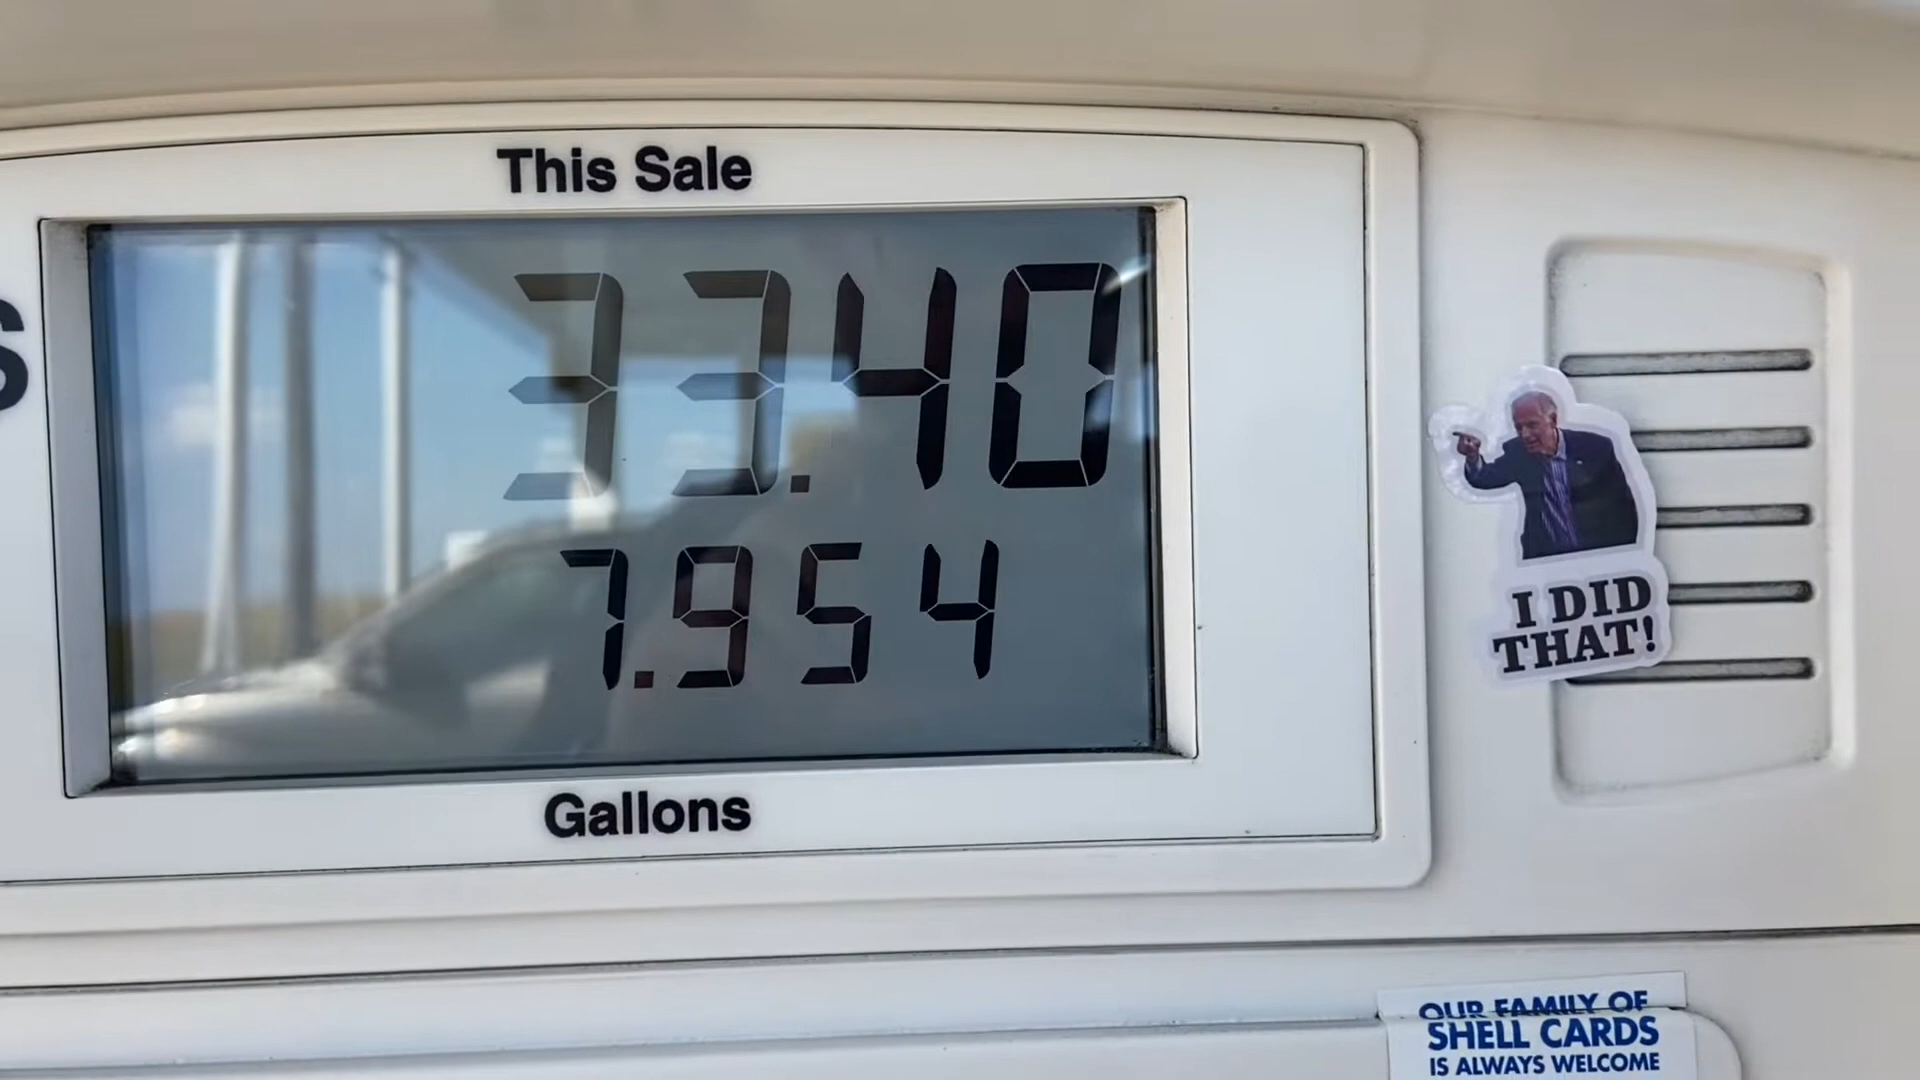 This Sale
33.40
7.954
Gallons
I DID
THAT!
OUR FAMILY OF
SHELL CARDS
IS ALWAYS WELCOME